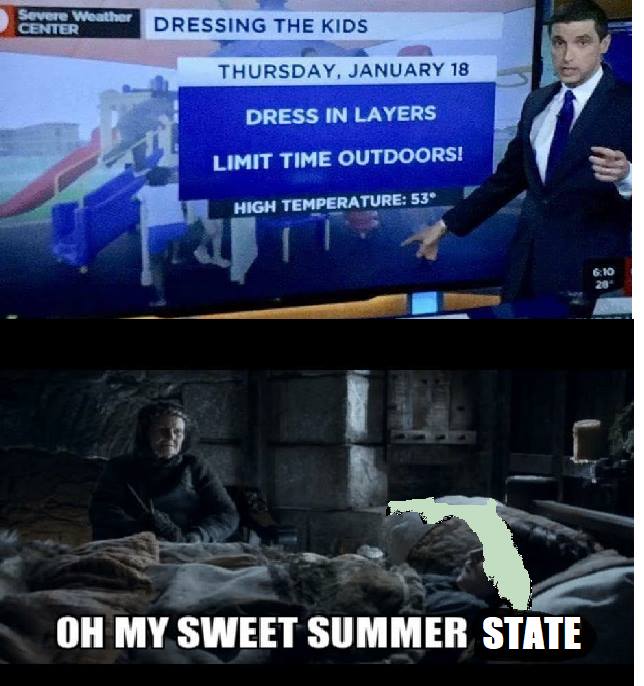 Severe Weather
CENTER
DRESSING THE KIDS
THURSDAY, JANUARY 18
DRESS IN LAYERS
LIMIT TIME OUTDOORS!
HIGH TEMPERATURE: 53°
6:10
28°
OH MY SWEET SUMMER STATE